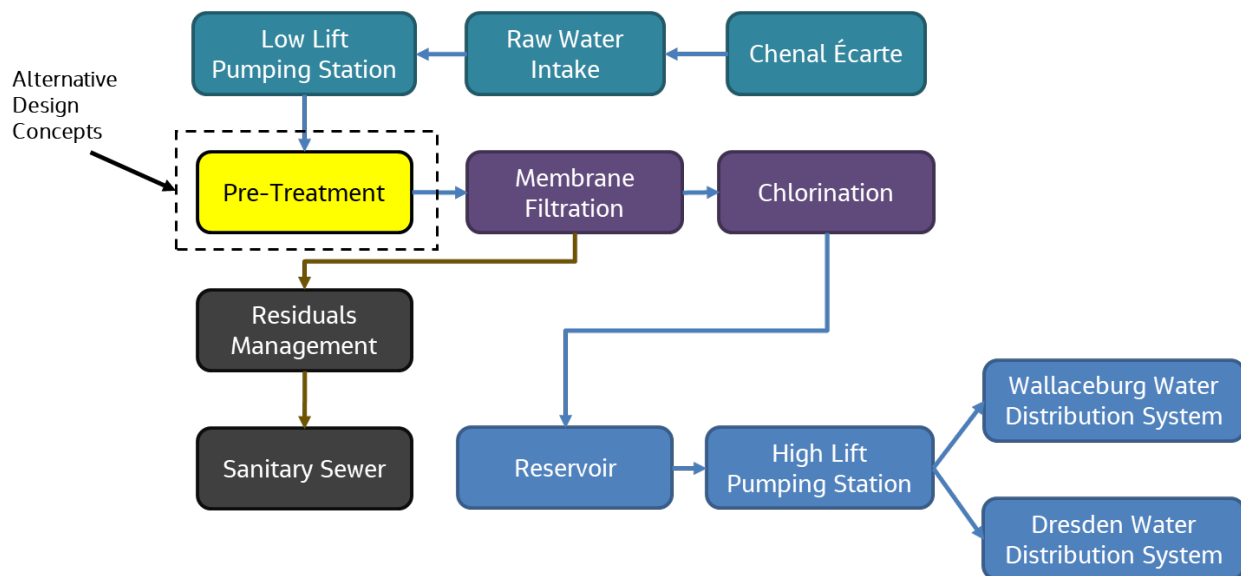 Low Lift
Pumping Station
Raw Water
Intake
Chenal Écarte
Alternative
Design
Concepts
Pre-Treatment
Membrane
Filtration
Chlorination
Residuals
Management
Wallaceburg Water
Distribution System
Sanitary Sewer
Reservoir
High Lift
Pumping Station
Dresden Water
Distribution System